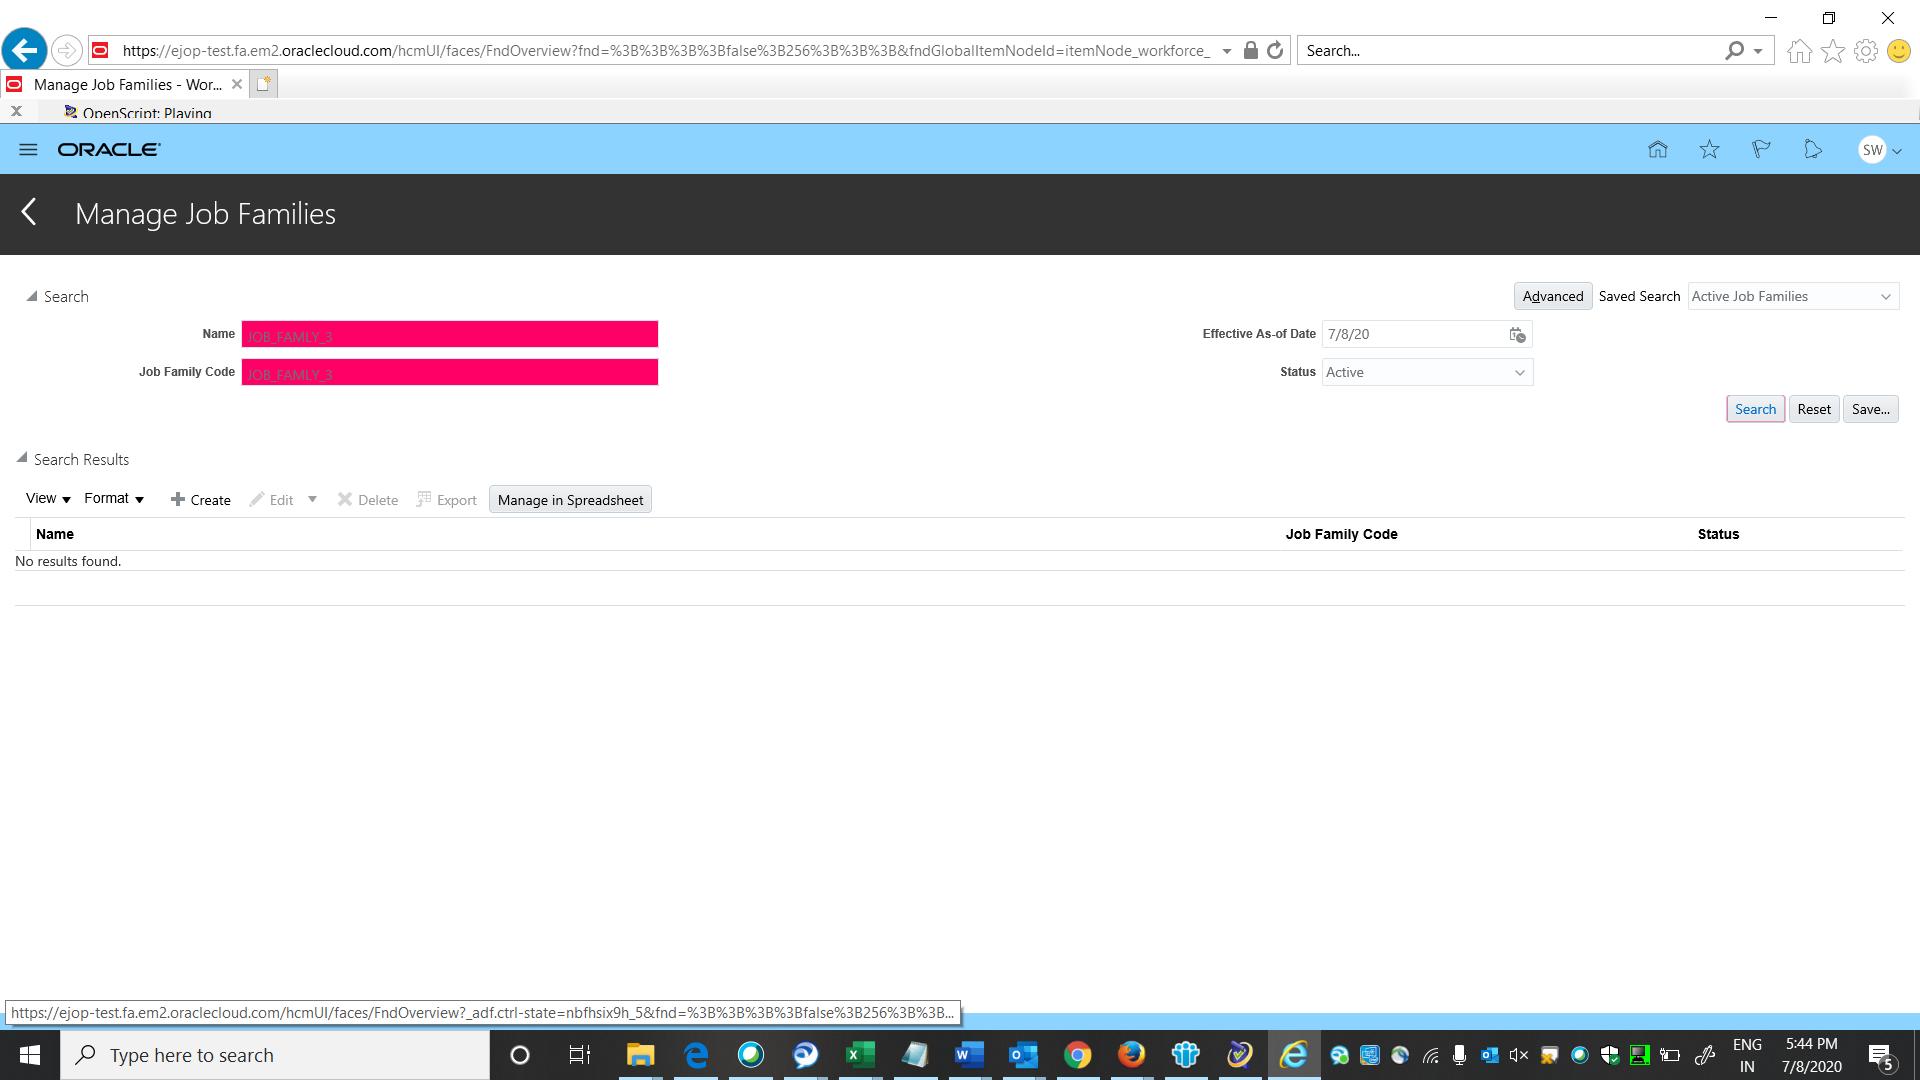 https://ejop-test.fa.em2.oraclecloud.com/hcmUI/faces/FndOverview?fnd=%3B%3B%3B%3Bfalse%3B256%3B%3B%3B&fndGlobalItemNodeId=itemNode_workforce_
Search...
Manage Job Families - Wor...
X OpenScript: Playing
ORACLE
SW
Manage Job Families
Search
Advanced Saved Search Active Job Families
Name JOB_FAMLY_3
Effective As-of Date 7/8/20
Job Family Code JOB_FAMLY_3
Status Active
Search Reset Save...
Search Results
View Format Create Edit Delete Export Manage in Spreadsheet
Name Job Family Code Status
No results found.
https://ejop-test.fa.em2.oraclecloud.com/hcmUI/faces/FndOverview?_adf.ctrl-state=nbfhsix9h_5&fnd=%3B%3B%3B%3Bfalse%3B256%3B%3B%3B...
Type here to search
ENG
IN
5:44 PM
7/8/2020
5